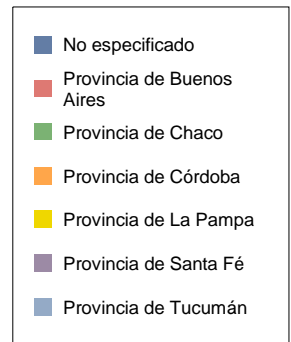 No especificado
Provincia de Buenos
Aires
Provincia de Chaco
Provincia de Córdoba
Provincia de La Pampa
Provincia de Santa Fé
Provincia de Tucumán